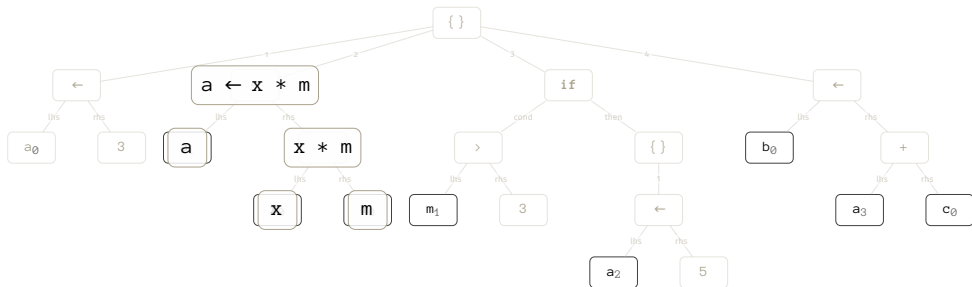 { }
1 2 3 4
← a ← x * m if ←
lhs rhs lhs rhs cond then lhs rhs
a0 3 a x * m > { } b0 +
lhs rhs lhs rhs 1 lhs rhs
x m m1 3 ← a3 c0
lhs rhs
a2 5